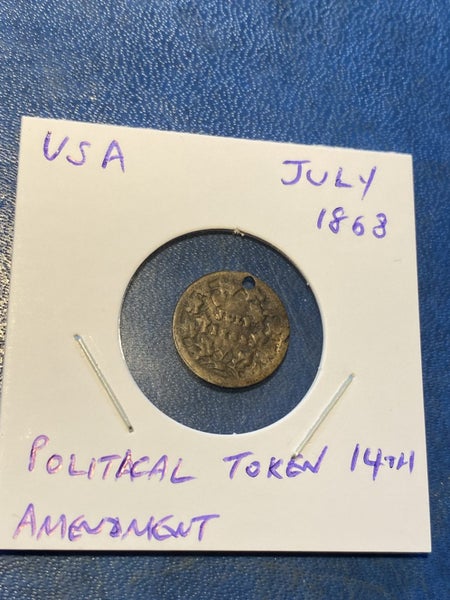 USA
JULY
1868
POLITICAL TOKEN 14TH
AMENDMENT